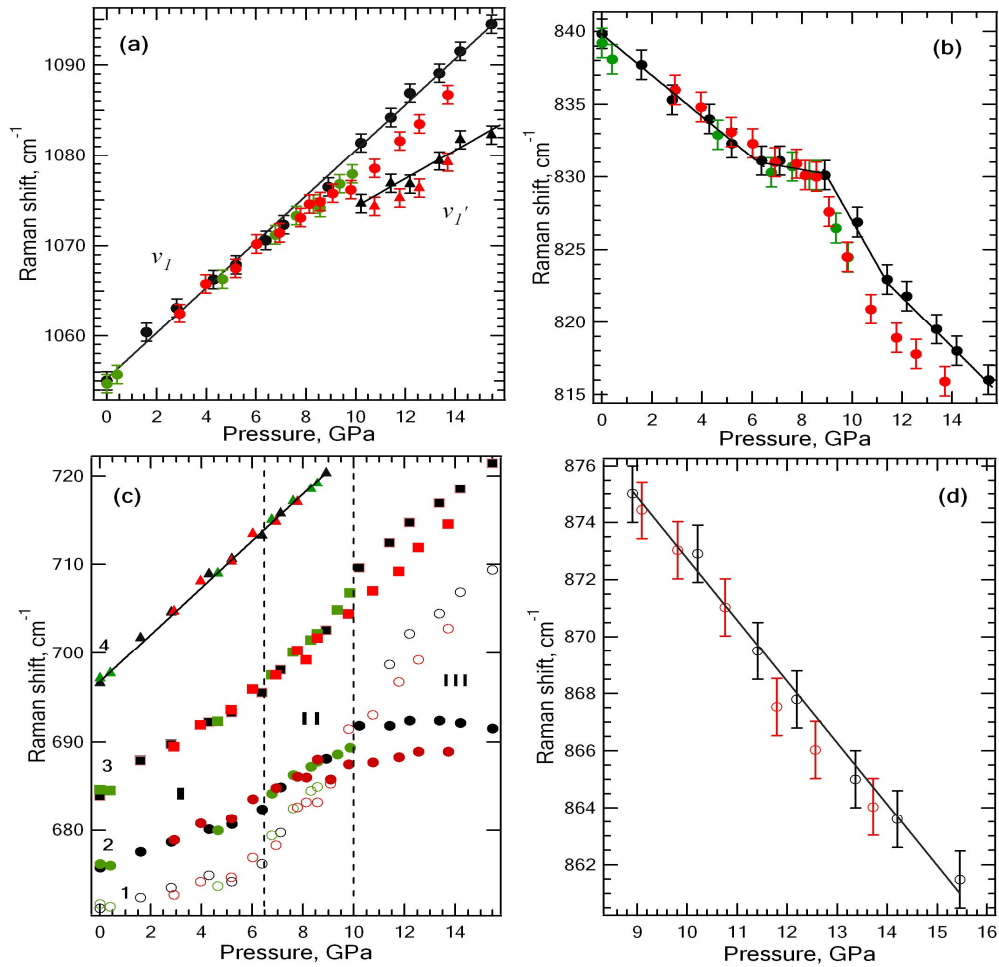 (a)
Raman shift, cm⁻¹
1090
1080
1070
1060
ν₁
ν₁'
0 2 4 6 8 10 12 14
Pressure, GPa
(b)
Raman shift, cm⁻¹
840
835
830
825
820
815
0 2 4 6 8 10 12 14
Pressure, GPa
(c)
Raman shift, cm⁻¹
720
710
700
690
680
4
3
2
1
I
II
III
0 2 4 6 8 10 12 14
Pressure, GPa
(d)
Raman shift, cm⁻¹
876
874
872
870
868
866
864
862
9 10 11 12 13 14 15 16
Pressure, GPa